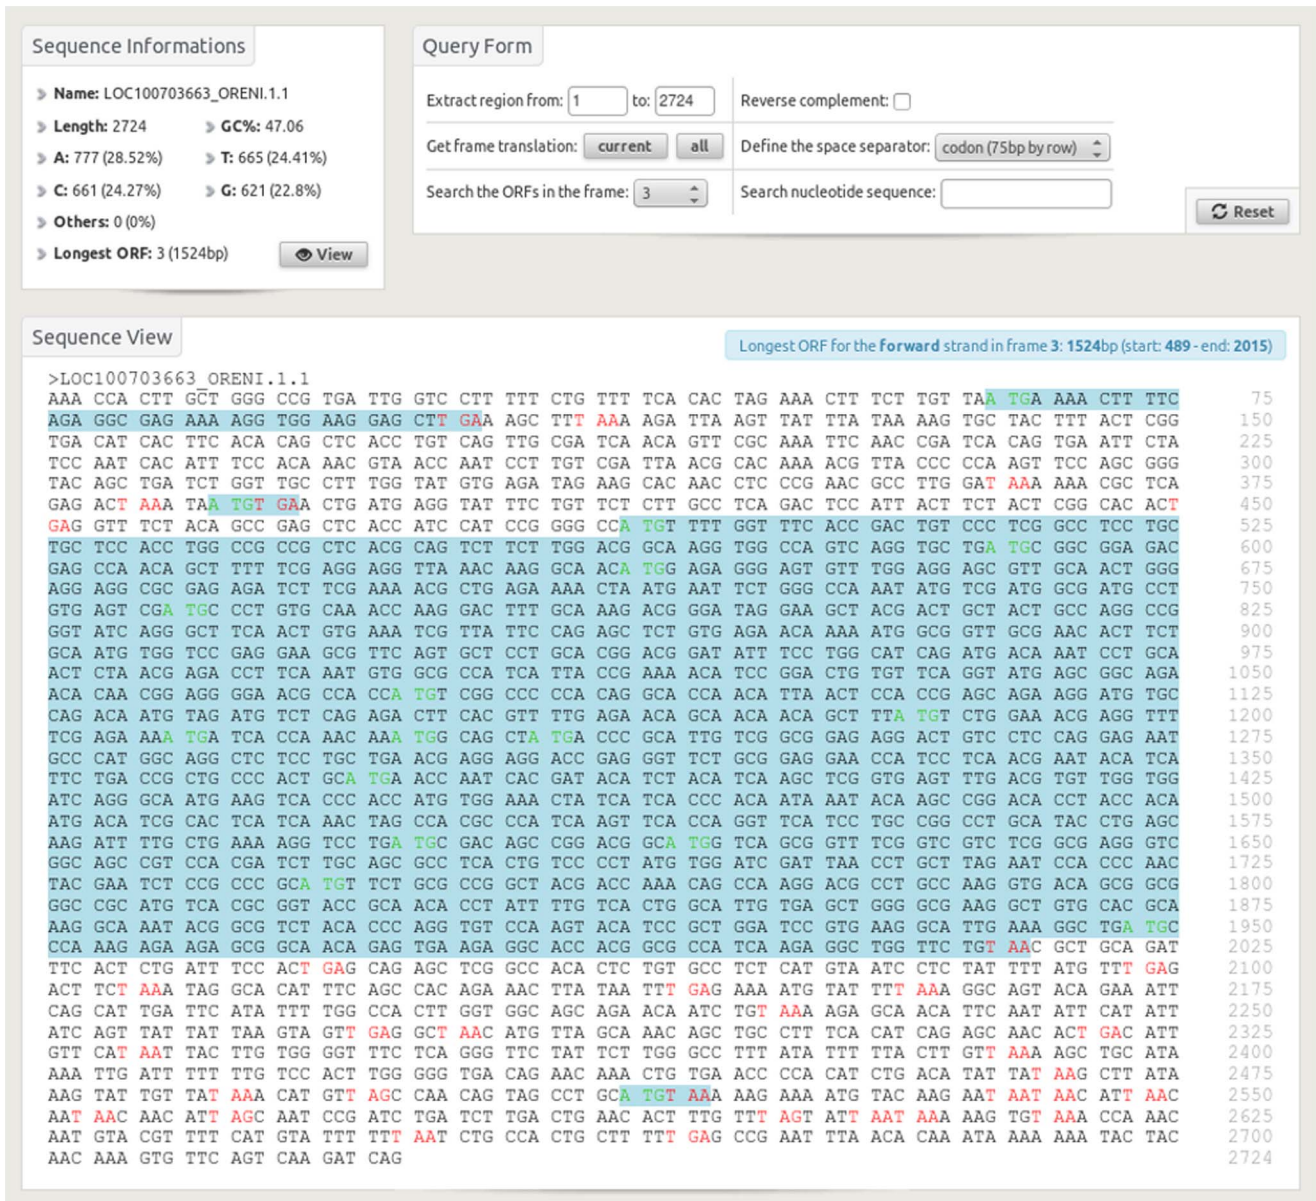 Sequence Informations
Name: LOC100703663_ORENI.1.1
Length: 2724 GC%: 47.06
A: 777 (28.52%) T: 665 (24.41%)
C: 661 (24.27%) G: 621 (22.8%)
Others: 0 (0%)
Longest ORF: 3 (1524bp) View
Query Form
Extract region from: 1 to: 2724 Reverse complement:
Get frame translation: current all Define the space separator: codon (75bp by row)
Search the ORFs in the frame: 3 Search nucleotide sequence:
Reset
Sequence View
Longest ORF for the forward strand in frame 3: 1524bp (start: 489 - end: 2015)
>LOC100703663_ORENI.1.1
AAA CCA CTT GCT GGG CCG TGA TTG GTC CTT TTT CTG TTT TCA CAC TAG AAA CTT TCT TGT TAA TGA AAA CTT TTC 75
AGA GGC GAG AAA AGG TGG AAG GAG CTT GAA AGC TTT AAA AGA TTA AGT TAT TTA TAA AAG TGC TAC TTT ACT CGG 150
TGA CAT CAC TTC ACA CAG CTC ACC TGT CAG TTG CGA TCA ACA GTT CGC AAA TTC AAC CGA TCA CAG TGA ATT CTA 225
TCC AAT CAC ATT TCC ACA AAC GTA ACC AAT CCT TGT CGA TTA ACG CAC AAA ACG TTA CCC CCA AGT TCC AGC GGG 300
TAC AGC TGA TCT GGT TGC CTT TGG TAT GTG AGA TAG AAG CAC AAC CTC CCG AAC GCC TTG GAT AAA AAA CGC TCA 375
GAG ACT AAA TAA TGT GAA CTG ATG AGG TAT TTC TGT TCT CTT GCC TCA GAC TCC ATT ACT TCT ACT CGG CAC ACT 450
GAG GTT TCT ACA GCC GAG CTC ACC ATC CAT CCG GGG CCA TGT TTT GGT TTC ACC GAC TGT CCC TCG GCC TCC TGC 525
TGC TCC ACC TGG CCG CCG CTC ACG CAG TCT TCT TGG ACG GCA AGG TGG CCA GTC AGG TGC TGA TGC GGC GGA GAC 600
GAG CCA ACA GCT TTT TCG AGG AGG TTA AAC AAG GCA ACA TGG AGA GGG AGT GTT TGG AGG AGC GTT GCA ACT GGG 675
AGG AGG CGC GAG AGA TCT TCG AAA ACG CTG AGA AAA CTA ATG AAT TCT GGG CCA AAT ATG TCG ATG GCG ATG CCT 750
GTG AGT CGA TGC CCT GTG CAA ACC AAG GAC TTT GCA AAG ACG GGA TAG GAA GCT ACG ACT GCT ACT GCC AGG CCG 825
GGT ATC AGG GCT TCA ACT GTG AAA TCG TTA TTC CAG AGC TCT GTG AGA ACA AAA ATG GCG GTT GCG AAC ACT TCT 900
GCA ATG TGG TCC GAG GAA GCG TTC AGT GCT CCT GCA CGG ACG GAT ATT TCC TGG CAT CAG ATG ACA AAT CCT GCA 975
ACT CTA ACG AGA CCT TCA AAT GTG GCG CCA TCA TTA CCG AAA ACA TCC GGA CTG TGT TCA GGT ATG AGC GGC AGA 1050
ACA CAA CGG AGG GGA ACG CCA CCA TGT CGG CCC CCA CAG GCA CCA ACA TTA ACT CCA CCG AGC AGA AGG ATG TGC 1125
CAG ACA ATG TAG ATG TCT CAG AGA CTT CAC GTT TTG AGA ACA GCA ACA ACA GCT TTA TGT CTG GAA ACG AGG TTT 1200
TCG AGA AAA TGA TCA CCA AAC AAA TGG CAG CTA TGA CCC GCA TTG TCG GCG GAG AGG ACT GTC CTC CAG GAG AAT 1275
GCC CAT GGC AGG CTC TCC TGC TGA ACG AGG AGG ACC GAG GGT TCT GCG GAG GAA CCA TCC TCA ACG AAT ACA TCA 1350
TTC TGA CCG CTG CCC ACT GCA TGA ACC AAT CAC GAT ACA TCT ACA TCA AGC TCG GTG AGT TTG ACG TGT TGG TGG 1425
ATC AGG GCA ATG AAG TCA CCC ACC ATG TGG AAA CTA TCA TCA CCC ACA ATA AAT ACA AGC CGG ACA CCT ACC ACA 1500
ATG ACA TCG CAC TCA TCA AAC TAG CCA CGC CCA TCA AGT TCA CCA GGT TCA TCC TGC CGG CCT GCA TAC CTG AGC 1575
AAG ATT TTG CTG AAA AGG TCC TGA TGC GAC AGC CGG ACG GCA TGG TCA GCG GTT TCG GTC GTC TCG GCG AGG GTC 1650
GGC AGC CGT CCA CGA TCT TGC AGC GCC TCA CTG TCC CCT ATG TGG ATC GAT TAA CCT GCT TAG AAT CCA CCC AAC 1725
TAC GAA TCT CCG CCC GCA TGT TCT GCG CCG GCT ACG ACC AAA CAG CCA AGG ACG CCT GCC AAG GTG ACA GCG GCG 1800
GGC CGC ATG TCA CGC GGT ACC GCA ACA CCT ATT TTG TCA CTG GCA TTG TGA GCT GGG GCG AAG GCT GTG CAC GCA 1875
AAG GCA AAT ACG GCG TCT ACA CCC AGG TGT CCA AGT ACA TCC GCT GGA TCC GTG AAG GCA TTG AAA GGC TGA TGC 1950
CCA AAG AGA AGA GCG GCA ACA GAG TGA AGA GGC ACC ACG GCG CCA TCA AGA GGC TGG TTC TGT AAC GCT GCA GAT 2025
TTC ACT CTG ATT TCC ACT GAG CAG AGC TCG GCC ACA CTC TGT GCC TCT CAT GTA ATC CTC TAT TTT ATG TTT GAG 2100
ACT TCT AAA TAG GCA CAT TTC AGC CAC AGA AAC TTA TAA TTT GAG AAA ATG TAT TTT AAA GGC AGT ACA GAA ATT 2175
CAG CAT TGA TTC ATA TTT TGG CCA CTT GGT GGC AGC AGA ACA ATC TGT AAA AGA GCA ACA TTC AAT ATT CAT ATT 2250
ATC AGT TAT TAT TAA GTA GTT GAG GCT AAC ATG TTA GCA AAC AGC TGC CCT TCA CAT CAG AGC AAC ACT GAC ATT 2325
GTT CAT AAT TAC TTG TGG GGT TTC TCA GGG TTC TAT TCT TGG GCC TTT ATA TTT TTA CTT GTT AAA AGC TGC ATA 2400
AAA TTG ATT TTT TTG TCC ACT TGG GGG TGA CAG AAC AAA CTG TGA ACC CCA CAT CTG ACA TAT TAT AAG CTT ATA 2475
AAG TAT TGT TAT AAA CAT GTT AGC CAA CAG TAG CCT GCA TGT AAA AAG AAA ATG TAC AAG AAT AAT AAC ATT AAC 2550
AAT AAC AAC ATT AGC AAT CCG ATC TGA TCT TGA CTG AAC ACT TTG TTT AGT ATT AAT AAA AAG TGT AAA CCA AAC 2625
AAT GTA CGT TTT CAT GTA TTT TTT AAT CTG CCA CTG CTT TTT GAG CCG AAT TTA ACA CAA ATA AAA AAA TAC TAC 2700
AAC AAA GTG TTC AGT CAA GAT CAG 2724